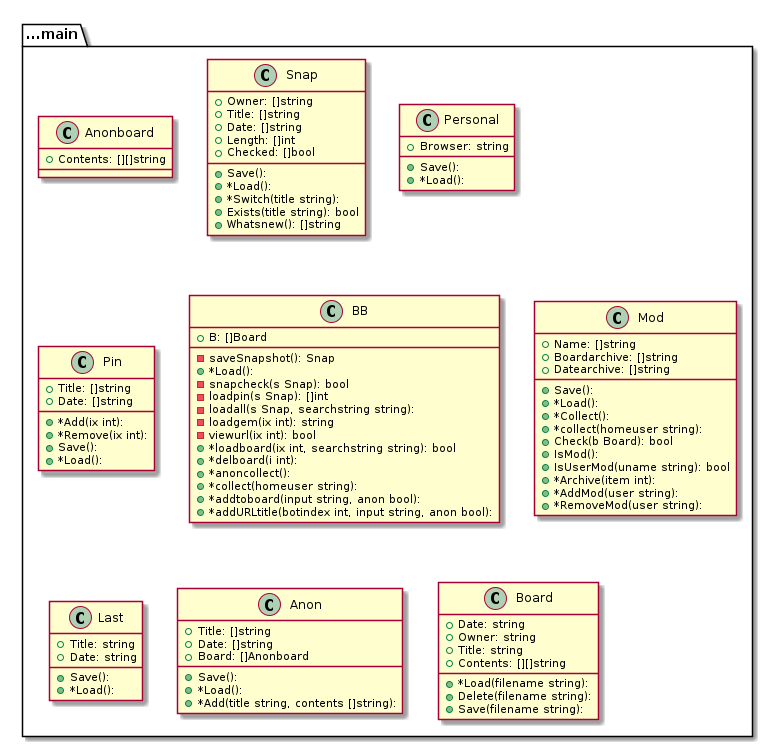 ...main
C Anonboard
Contents: [][]string
C Snap
Owner: []string
Title: []string
Date: []string
Length: []int
Checked: []bool
Save():
*Load():
*Switch(title string):
Exists(title string): bool
Whatsnew(): []string
C Personal
Browser: string
Save():
*Load():
C Pin
Title: []string
Date: []string
*Add(ix int):
*Remove(ix int):
Save():
*Load():
C BB
B: []Board
saveSnapshot(): Snap
*Load():
snapcheck(s Snap): bool
loadpin(s Snap): []int
loadall(s Snap, searchstring string):
loadgem(ix int): string
viewurl(ix int): bool
*loadboard(ix int, searchstring string): bool
*delboard(i int):
*anoncollect():
*collect(homeuser string):
*addtoboard(input string, anon bool):
*addURLtitle(botindex int, input string, anon bool):
C Mod
Name: []string
Boardarchive: []string
Datearchive: []string
Save():
*Load():
*Collect():
*collect(homeuser string):
Check(b Board): bool
IsMod():
IsUserMod(uname string): bool
*Archive(item int):
*AddMod(user string):
*RemoveMod(user string):
C Last
Title: string
Date: string
Save():
*Load():
C Anon
Title: []string
Date: []string
Board: []Anonboard
Save():
*Load():
*Add(title string, contents []string):
C Board
Date: string
Owner: string
Title: string
Contents: [][]string
*Load(filename string):
Delete(filename string):
Save(filename string):